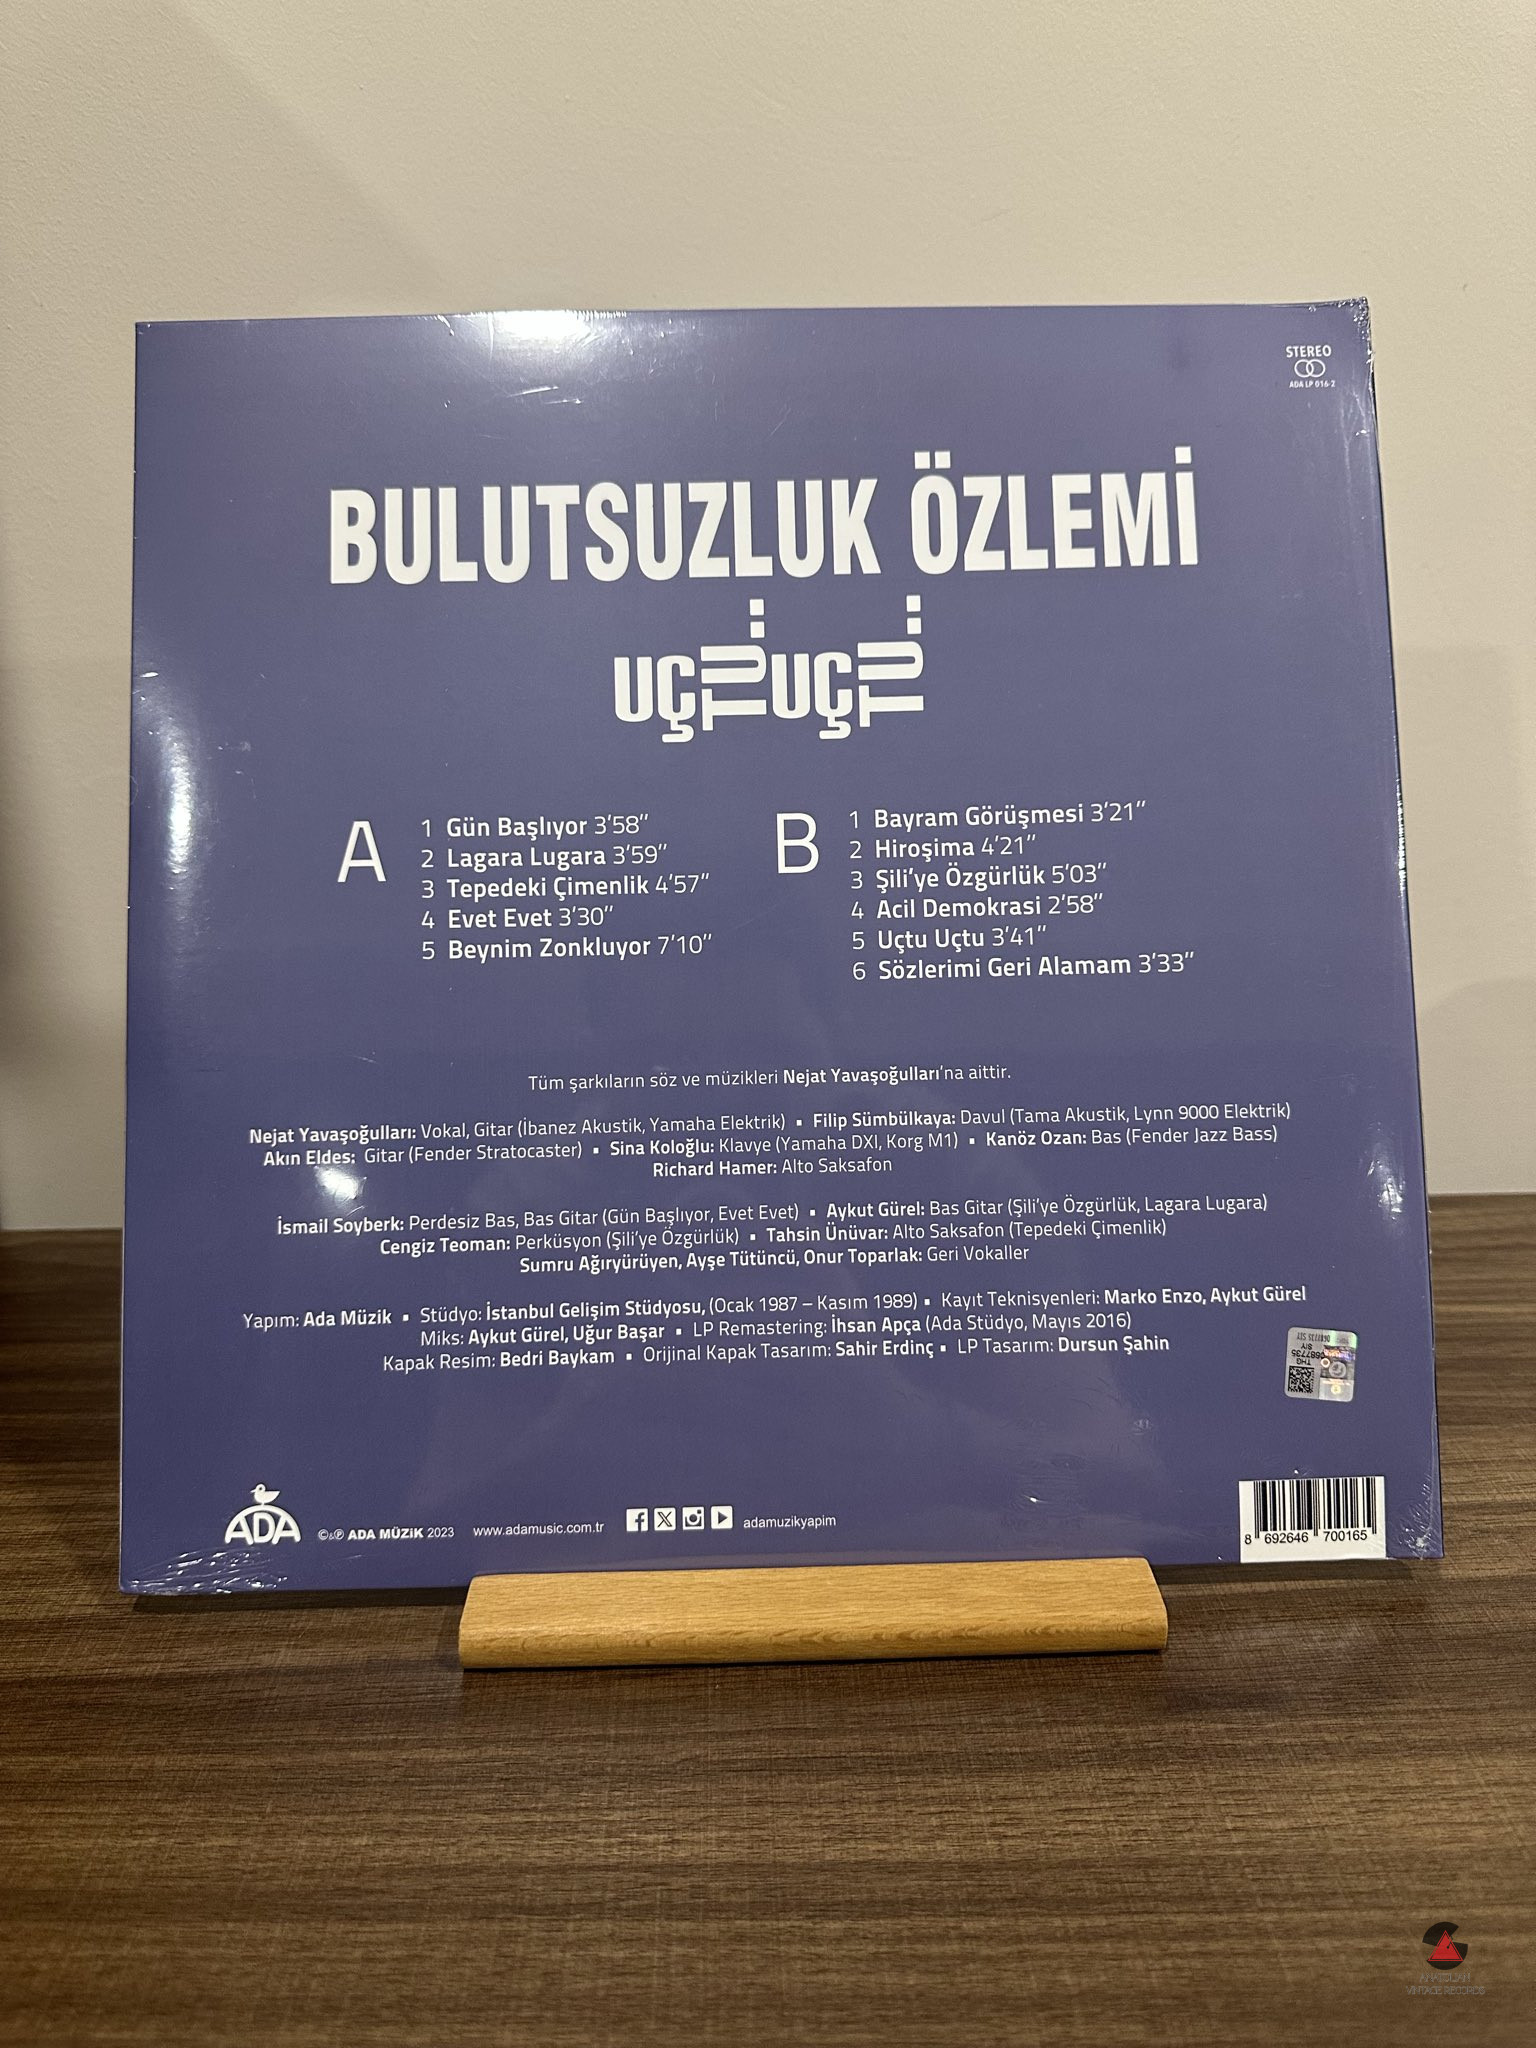 STEREO
ADA LP 016-2
BULUTSUZLUK ÖZLEMİ
UÇTU UÇTU
A
1 Gün Başlıyor 3'58''
2 Lagara Lugara 3'59''
3 Tepedeki Çimenlik 4'57''
4 Evet Evet 3'30''
5 Beynim Zonkluyor 7'10''
B
1 Bayram Görüşmesi 3'21''
2 Hiroşima 4'21''
3 Şili'ye Özgürlük 5'03''
4 Acil Demokrasi 2'58''
5 Uçtu Uçtu 3'41''
6 Sözlerimi Geri Alamam 3'33''
Tüm şarkıların söz ve müzikleri Nejat Yavaşoğulları'na aittir.
Nejat Yavaşoğulları: Vokal, Gitar (İbanez Akustik, Yamaha Elektrik) ▪ Filip Sümbülkaya: Davul (Tama Akustik, Lynn 9000 Elektrik)
Akın Eldes: Gitar (Fender Stratocaster) ▪ Sina Koloğlu: Klavye (Yamaha DXI, Korg M1) ▪ Kanöz Ozan: Bas (Fender Jazz Bass)
Richard Hamer: Alto Saksafon
İsmail Soyberk: Perdesiz Bas, Bas Gitar (Gün Başlıyor, Evet Evet) ▪ Aykut Gürel: Bas Gitar (Şili'ye Özgürlük, Lagara Lugara)
Cengiz Teoman: Perküsyon (Şili'ye Özgürlük) ▪ Tahsin Ünüvar: Alto Saksafon (Tepedeki Çimenlik)
Sumru Ağıryürüyen, Ayşe Tütüncü, Onur Toparlak: Geri Vokaller
Yapım: Ada Müzik ▪ Stüdyo: İstanbul Gelişim Stüdyosu, (Ocak 1987 – Kasım 1989) ▪ Kayıt Teknisyenleri: Marko Enzo, Aykut Gürel
Miks: Aykut Gürel, Uğur Başar ▪ LP Remastering: İhsan Apça (Ada Stüdyo, Mayıs 2016)
Kapak Resim: Bedri Baykam ▪ Orijinal Kapak Tasarım: Sahir Erdinç ▪ LP Tasarım: Dursun Şahin
THG
SIY
0687735
ADA
©&℗ ADA MÜZİK 2023 www.adamusic.com.tr adamuzikyapim
8 692646 700165
ANATOLIAN
VINTAGE RECORDS